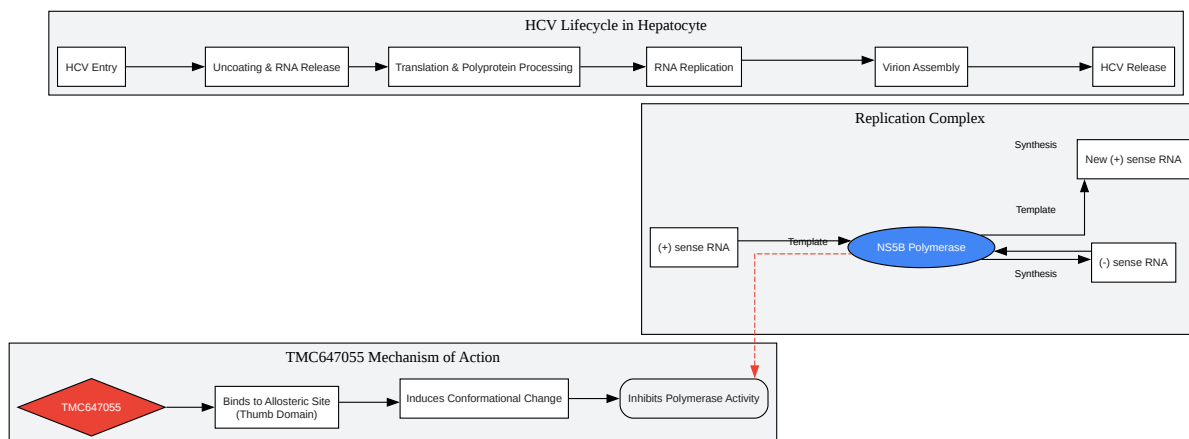 HCV Lifecycle in Hepatocyte
HCV Entry
Uncoating & RNA Release
Translation & Polyprotein Processing
RNA Replication
Virion Assembly
HCV Release
Replication Complex
Synthesis
New (+) sense RNA
Template
(+) sense RNA
Template
NS5B Polymerase
(-) sense RNA
Synthesis
TMC647055 Mechanism of Action
TMC647055
Binds to Allosteric Site
(Thumb Domain)
Induces Conformational Change
Inhibits Polymerase Activity